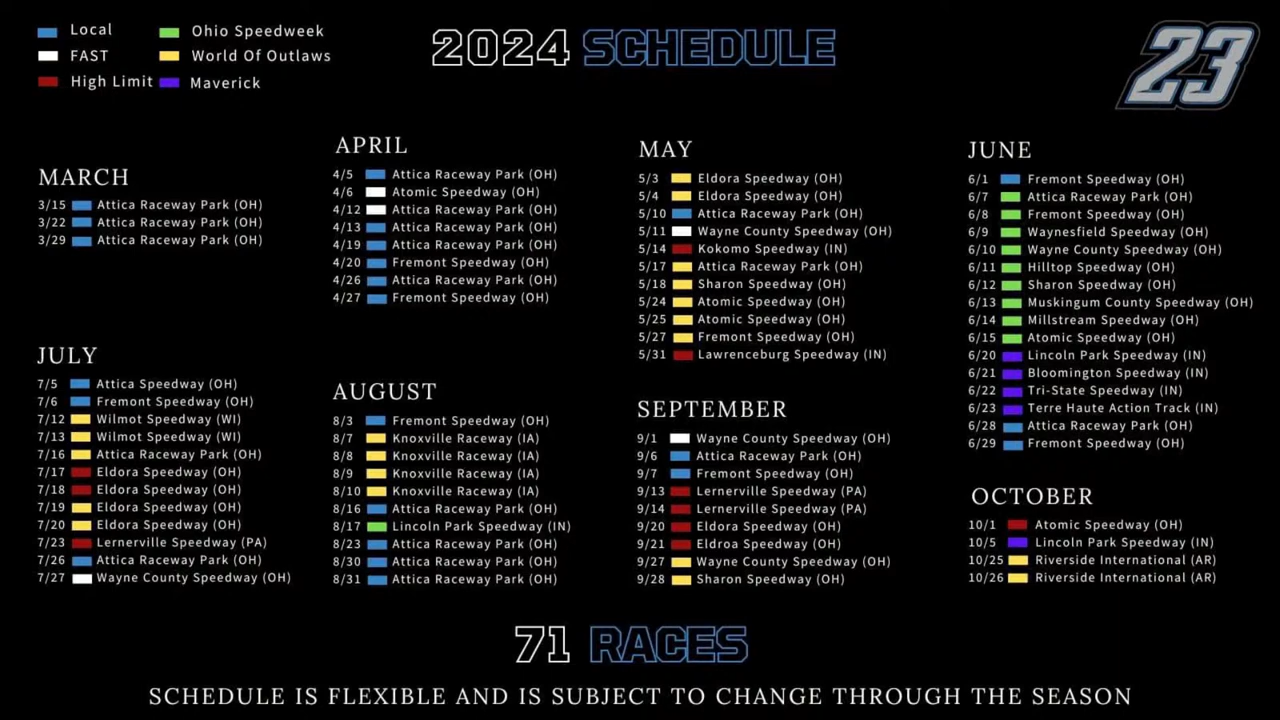 Local
Ohio Speedweek
FAST
World Of Outlaws
High Limit
Maverick
2024 SCHEDULE
23
MARCH
3/15 Attica Raceway Park (OH)
3/22 Attica Raceway Park (OH)
3/29 Attica Raceway Park (OH)
APRIL
4/5 Attica Raceway Park (OH)
4/6 Atomic Speedway (OH)
4/12 Attica Raceway Park (OH)
4/13 Attica Raceway Park (OH)
4/19 Attica Raceway Park (OH)
4/20 Fremont Speedway (OH)
4/26 Attica Raceway Park (OH)
4/27 Fremont Speedway (OH)
MAY
5/3 Eldora Speedway (OH)
5/4 Eldora Speedway (OH)
5/10 Attica Raceway Park (OH)
5/11 Wayne County Speedway (OH)
5/14 Kokomo Speedway (IN)
5/17 Attica Raceway Park (OH)
5/18 Sharon Speedway (OH)
5/24 Atomic Speedway (OH)
5/25 Atomic Speedway (OH)
5/27 Fremont Speedway (OH)
5/31 Lawrenceburg Speedway (IN)
JUNE
6/1 Fremont Speedway (OH)
6/7 Attica Raceway Park (OH)
6/8 Fremont Speedway (OH)
6/9 Waynesfield Speedway (OH)
6/10 Wayne County Speedway (OH)
6/11 Hilltop Speedway (OH)
6/12 Sharon Speedway (OH)
6/13 Muskingum County Speedway (OH)
6/14 Millstream Speedway (OH)
6/15 Atomic Speedway (OH)
6/20 Lincoln Park Speedway (IN)
6/21 Bloomington Speedway (IN)
6/22 Tri-State Speedway (IN)
6/23 Terre Haute Action Track (IN)
6/28 Attica Raceway Park (OH)
6/29 Fremont Speedway (OH)
JULY
7/5 Attica Speedway (OH)
7/6 Fremont Speedway (OH)
7/12 Wilmot Speedway (WI)
7/13 Wilmot Speedway (WI)
7/16 Attica Raceway Park (OH)
7/17 Eldora Speedway (OH)
7/18 Eldora Speedway (OH)
7/19 Eldora Speedway (OH)
7/20 Eldora Speedway (OH)
7/23 Lernerville Speedway (PA)
7/26 Attica Raceway Park (OH)
7/27 Wayne County Speedway (OH)
AUGUST
8/3 Fremont Speedway (OH)
8/7 Knoxville Raceway (IA)
8/8 Knoxville Raceway (IA)
8/9 Knoxville Raceway (IA)
8/10 Knoxville Raceway (IA)
8/16 Attica Raceway Park (OH)
8/17 Lincoln Park Speedway (IN)
8/23 Attica Raceway Park (OH)
8/30 Attica Raceway Park (OH)
8/31 Attica Raceway Park (OH)
SEPTEMBER
9/1 Wayne County Speedway (OH)
9/6 Attica Raceway Park (OH)
9/7 Fremont Speedway (OH)
9/13 Lernerville Speedway (PA)
9/14 Lernerville Speedway (PA)
9/20 Eldora Speedway (OH)
9/21 Eldroa Speedway (OH)
9/27 Wayne County Speedway (OH)
9/28 Sharon Speedway (OH)
OCTOBER
10/1 Atomic Speedway (OH)
10/5 Lincoln Park Speedway (IN)
10/25 Riverside International (AR)
10/26 Riverside International (AR)
71 RACES
SCHEDULE IS FLEXIBLE AND IS SUBJECT TO CHANGE THROUGH THE SEASON